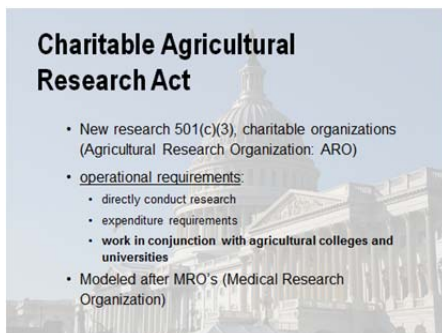 Charitable Agricultural
Research Act
• New research 501(c)(3), charitable organizations
(Agricultural Research Organization: ARO)
• operational requirements:
• directly conduct research
• expenditure requirements
• work in conjunction with agricultural colleges and
universities
• Modeled after MRO's (Medical Research
Organization)